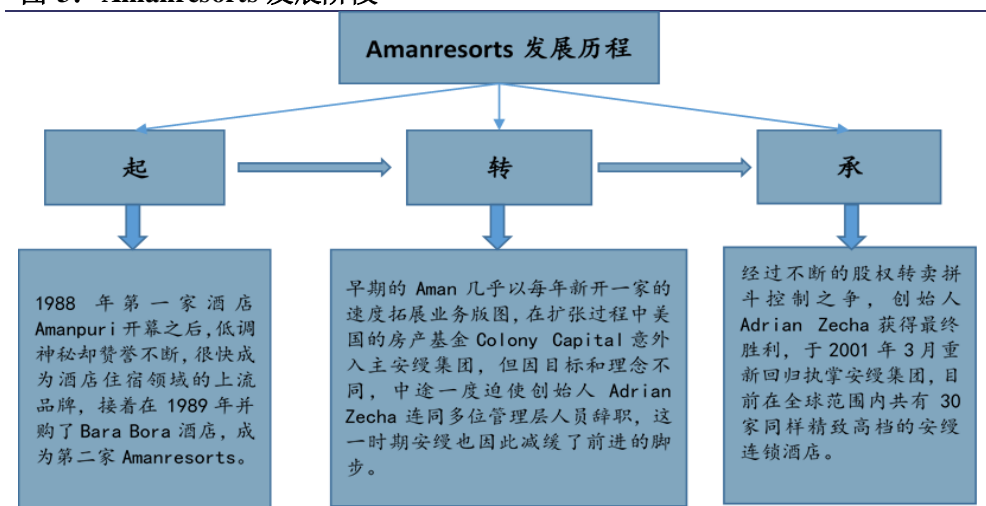 Amanresorts 发展历程
起
转
承
1988 年第一家酒店
Amanpuri 开幕之后,低调
神秘却赞誉不断,很快成
为酒店住宿领域的上流
品牌，接着在 1989 年并
购了 Bara Bora 酒店,成
为第二家 Amanresorts。
早期的 Aman 几乎以每年新开一家的
速度拓展业务版图,在扩张过程中美
国的房产基金 Colony Capital 意外
入主安缦集团，但因目标和理念不
同，中途一度迫使创始人 Adrian
Zecha 连同多位管理层人员辞职，这
一时期安缦也因此减缓了前进的脚
步。
经过不断的股权转卖拼
斗控制之争，创始人
Adrian Zecha 获得最终
胜利，于 2001 年 3 月重
新回归执掌安缦集团,目
前在全球范围内共有 30
家同样精致高档的安缦
连锁酒店。